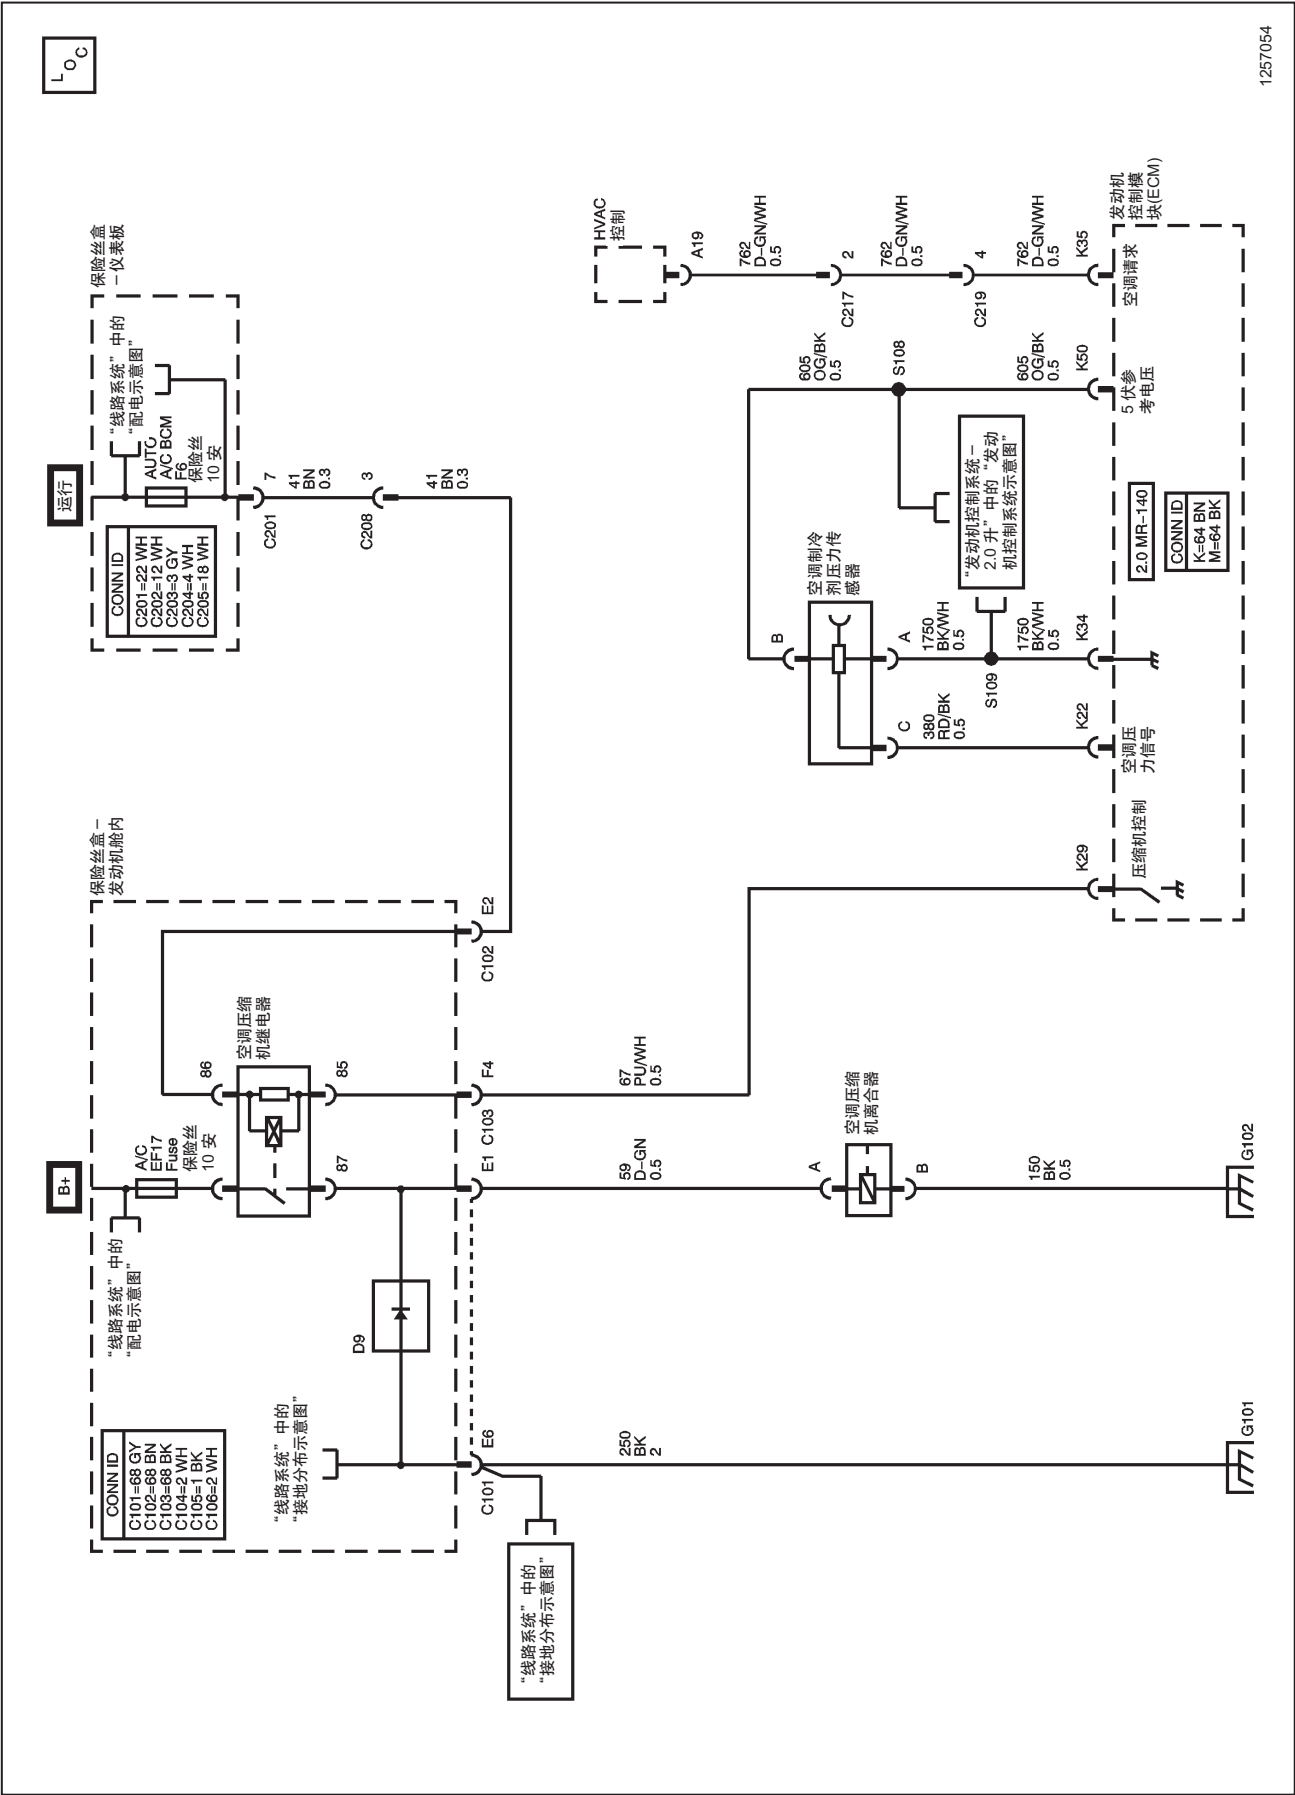 LOC
运行
保险丝盒
－仪表板
“线路系统”中的
“配电示意图”
AUTO
A/C BCM
F6
保险丝
10 安
CONN ID
C201=22 WH
C202=12 WH
C203=3 GY
C204=4 WH
C205=18 WH
C201
7
41
BN
0.3
C208
3
41
BN
0.3
B+
保险丝盒－
发动机舱内
“线路系统”中的
“配电示意图”
A/C
EF17
Fuse
保险丝
10 安
86
空调压缩
机继电器
87
85
C102
E2
CONN ID
C101=68 GY
C102=68 BN
C103=68 BK
C104=2 WH
C105=1 BK
C106=2 WH
“线路系统”中的
“接地分布示意图”
D9
C101
E6
E1
C103
F4
“线路系统”中的
“接地分布示意图”
250
BK
2
59
D-GN
0.5
67
PU/WH
0.5
A
空调压缩
机离合器
B
150
BK
0.5
G101
G102
HVAC
控制
A19
762
D-GN/WH
0.5
C217
2
762
D-GN/WH
0.5
C219
4
762
D-GN/WH
0.5
K35
605
OG/BK
0.5
S108
605
OG/BK
0.5
K50
B
空调制冷
剂压力传
感器
C
A
380
RD/BK
0.5
1750
BK/WH
0.5
S109
1750
BK/WH
0.5
“发动机控制系统－
2.0 升”中的“发动
机控制系统示意图”
K29
K22
K34
发动机
控制模
块(ECM)
压缩机控制
空调压
力信号
5 伏参
考电压
空调请求
2.0 MR-140
CONN ID
K=64 BN
M=64 BK
1257054